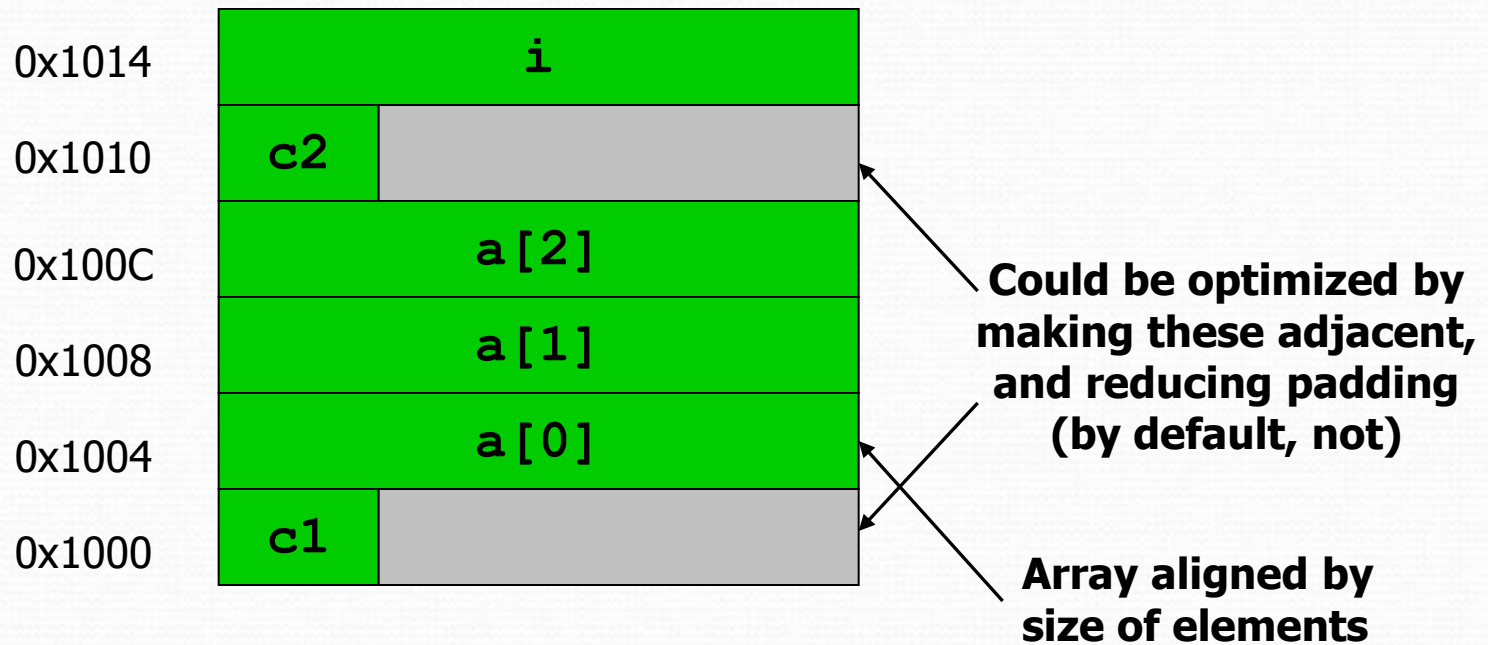 0x1014
i
0x1010
c2
0x100C
a[2]
0x1008
a[1]
0x1004
a[0]
0x1000
c1
Could be optimized by
making these adjacent,
and reducing padding
(by default, not)
Array aligned by
size of elements